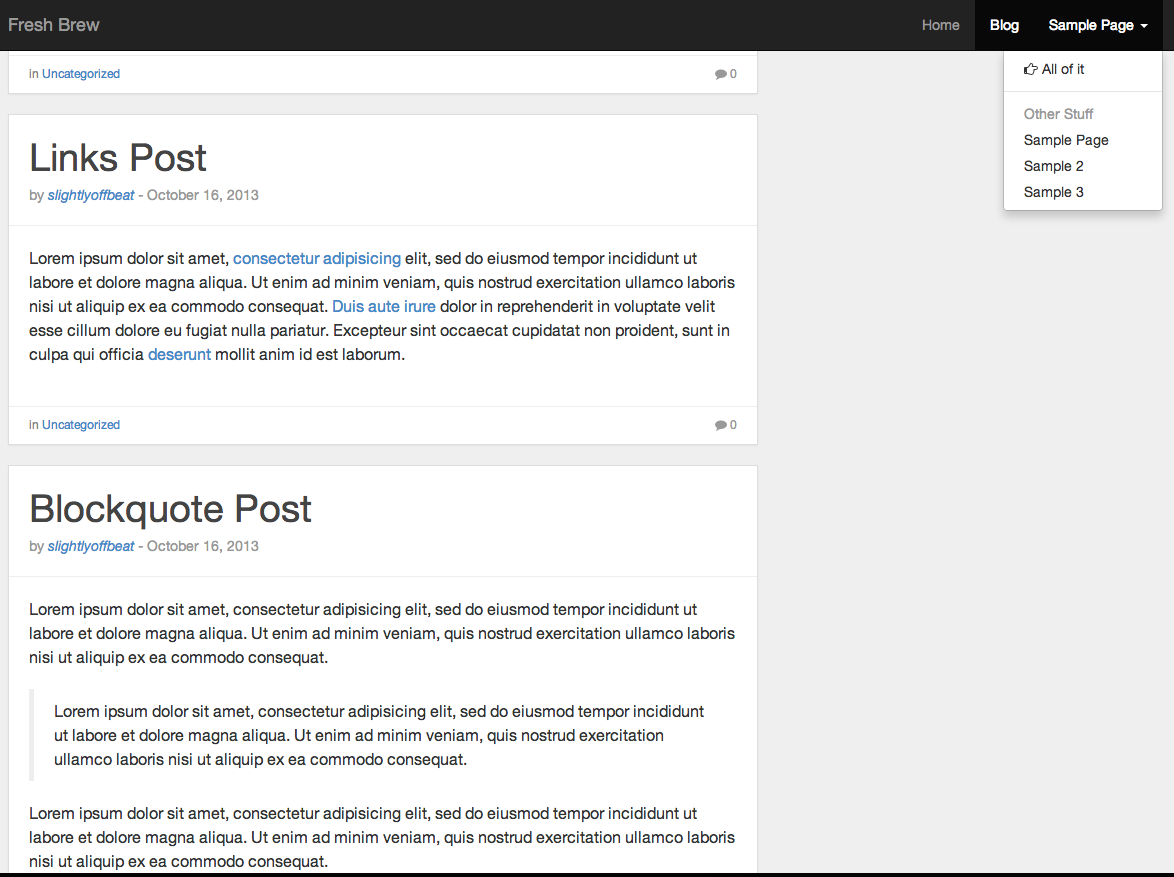 Fresh Brew
Home Blog Sample Page
All of it
Other Stuff
Sample Page
Sample 2
Sample 3
in Uncategorized 0
Links Post
by slightlyoffbeat - October 16, 2013
Lorem ipsum dolor sit amet, consectetur adipisicing elit, sed do eiusmod tempor incididunt ut
labore et dolore magna aliqua. Ut enim ad minim veniam, quis nostrud exercitation ullamco laboris
nisi ut aliquip ex ea commodo consequat. Duis aute irure dolor in reprehenderit in voluptate velit
esse cillum dolore eu fugiat nulla pariatur. Excepteur sint occaecat cupidatat non proident, sunt in
culpa qui officia deserunt mollit anim id est laborum.
in Uncategorized 0
Blockquote Post
by slightlyoffbeat - October 16, 2013
Lorem ipsum dolor sit amet, consectetur adipisicing elit, sed do eiusmod tempor incididunt ut
labore et dolore magna aliqua. Ut enim ad minim veniam, quis nostrud exercitation ullamco laboris
nisi ut aliquip ex ea commodo consequat.
Lorem ipsum dolor sit amet, consectetur adipisicing elit, sed do eiusmod tempor incididunt
ut labore et dolore magna aliqua. Ut enim ad minim veniam, quis nostrud exercitation
ullamco laboris nisi ut aliquip ex ea commodo consequat.
Lorem ipsum dolor sit amet, consectetur adipisicing elit, sed do eiusmod tempor incididunt ut
labore et dolore magna aliqua. Ut enim ad minim veniam, quis nostrud exercitation ullamco laboris
nisi ut aliquip ex ea commodo consequat.